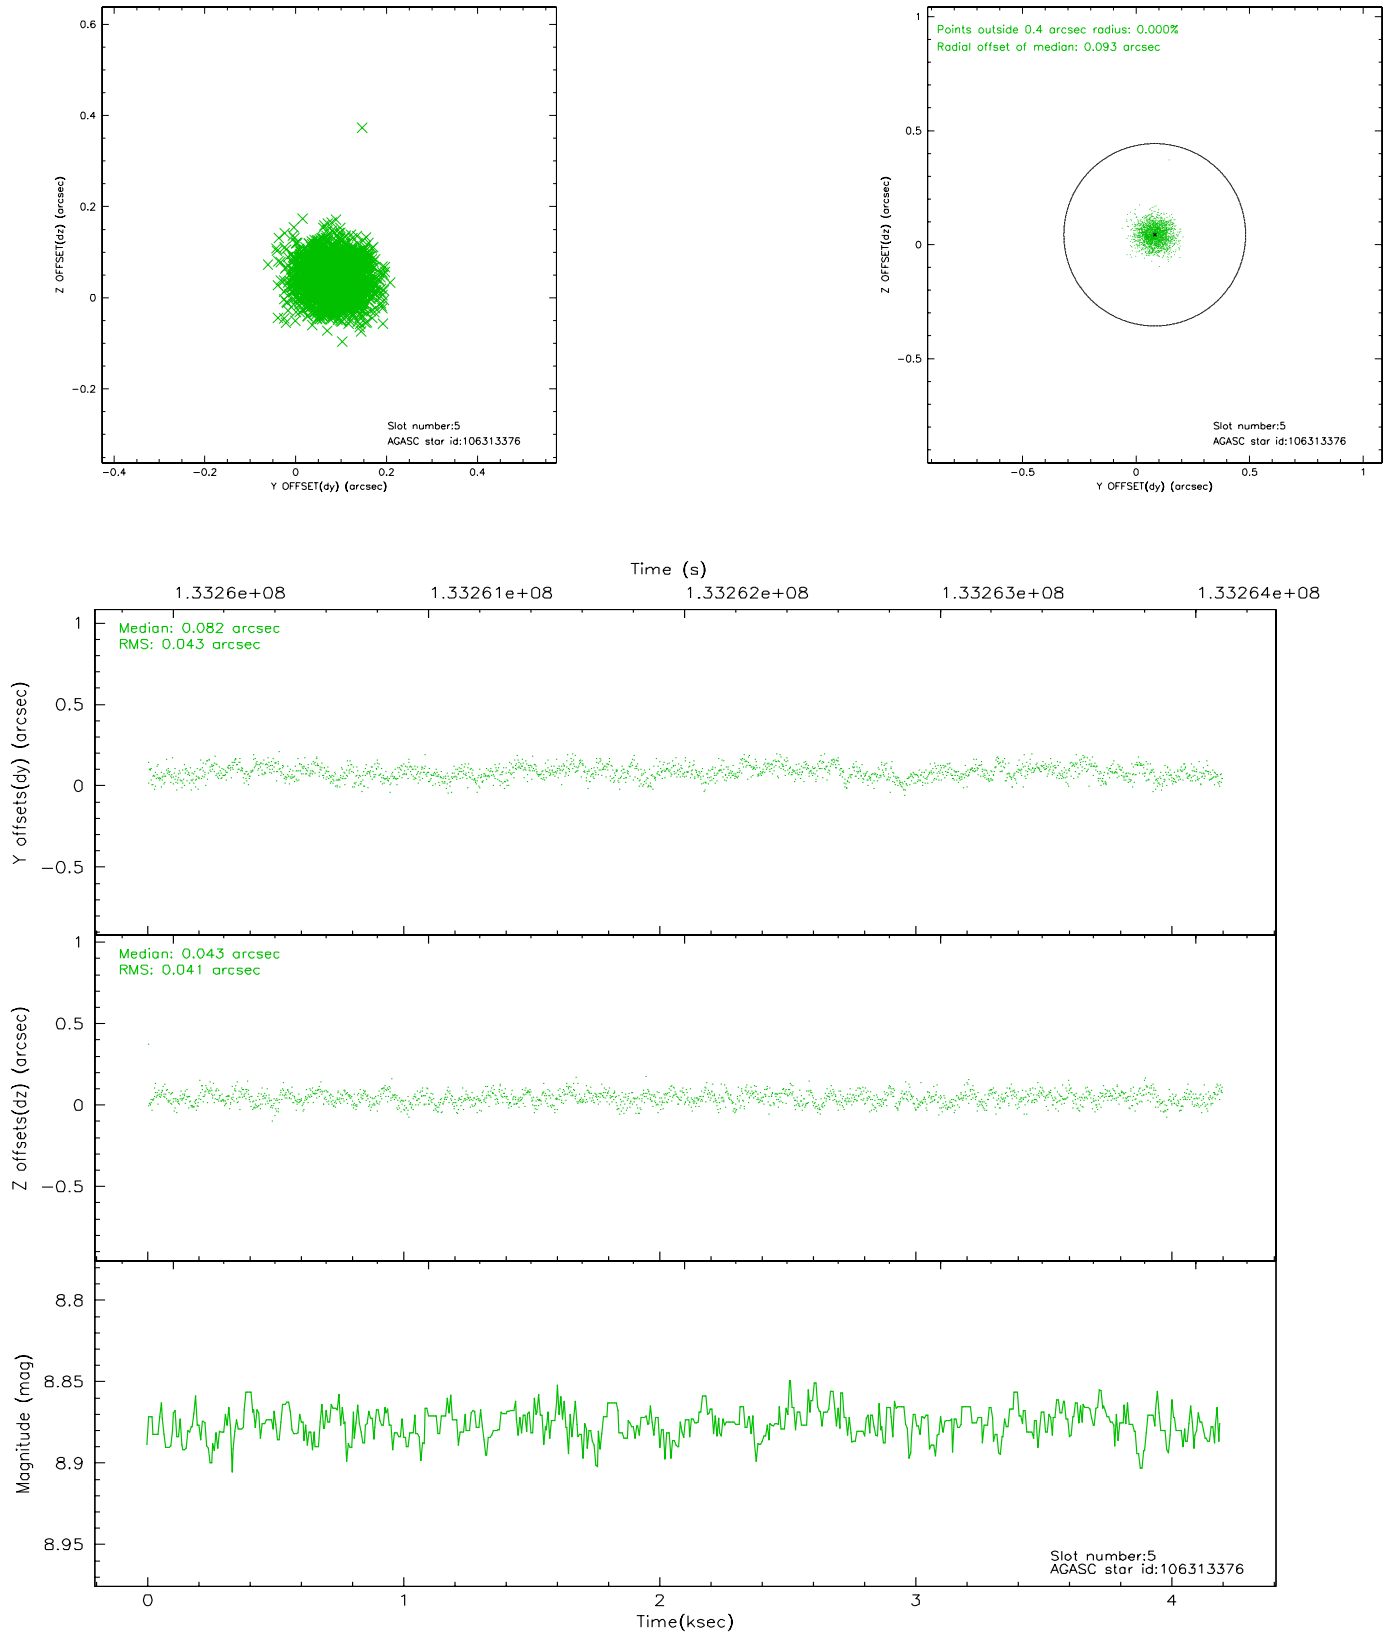 0.6
0.4
0.2
0
−0.2
Z OFFSET(dz) (arcsec)
−0.4
−0.2
0
0.2
0.4
Y OFFSET(dy) (arcsec)
Slot number:5
AGASC star id:106313376
Points outside 0.4 arcsec radius: 0.000%
Radial offset of median: 0.093 arcsec
1
0.5
0
−0.5
Z OFFSET(dz) (arcsec)
−0.5
0
0.5
1
Y OFFSET(dy) (arcsec)
Slot number:5
AGASC star id:106313376
Time (s)
1.3326e+08
1.33261e+08
1.33262e+08
1.33263e+08
1.33264e+08
Median: 0.082 arcsec
RMS: 0.043 arcsec
1
0.5
0
−0.5
Y offsets(dy) (arcsec)
Median: 0.043 arcsec
RMS: 0.041 arcsec
1
0.5
0
−0.5
Z offsets(dz) (arcsec)
8.8
8.85
8.9
8.95
Magnitude (mag)
Slot number:5
AGASC star id:106313376
0
1
2
3
4
Time(ksec)